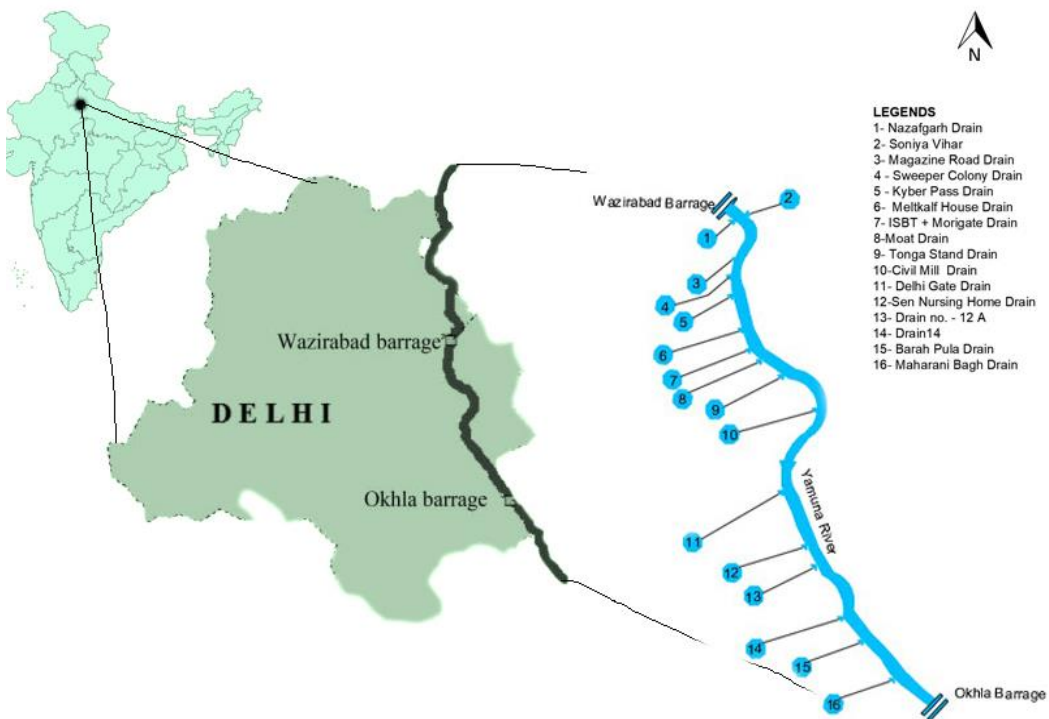 N
LEGENDS
1- Nazafgarh Drain
2- Soniya Vihar
3- Magazine Road Drain
4 - Sweeper Colony Drain
5 - Kyber Pass Drain
6- Meltkalf House Drain
7- ISBT + Morigate Drain
8-Moat Drain
9- Tonga Stand Drain
10-Civil Mill Drain
11- Delhi Gate Drain
12-Sen Nursing Home Drain
13- Drain no. - 12 A
14- Drain14
15- Barah Pula Drain
16- Maharani Bagh Drain
Wazirabad Barrage
2
1
3
4
5
6
7
8
9
10
Yamuna River
11
12
13
14
15
16
Okhla Barrage
Wazirabad barrage
DELHI
Okhla barrage